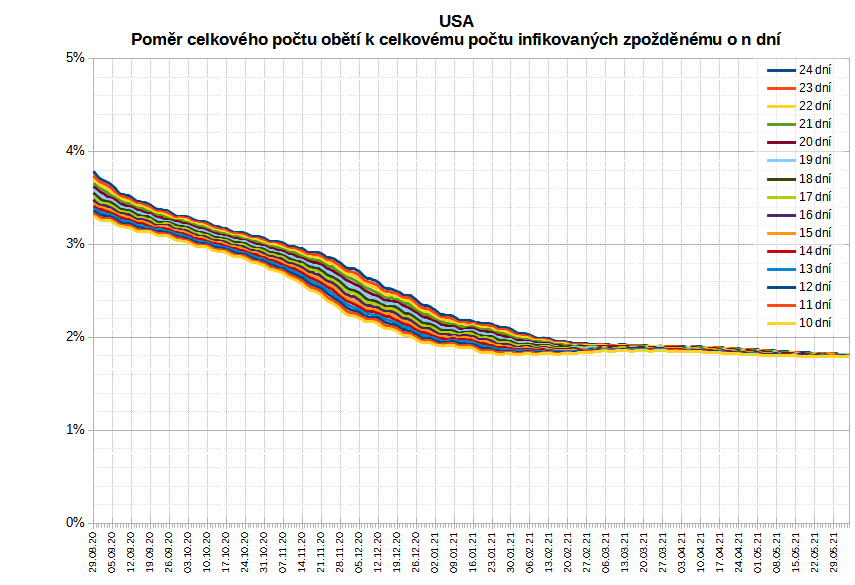 USA
Poměr celkového počtu obětí k celkovému počtu infikovaných zpožděnému o n dní
5%
4%
3%
2%
1%
0%
24 dní
23 dní
22 dní
21 dní
20 dní
19 dní
18 dní
17 dní
16 dní
15 dní
14 dní
13 dní
12 dní
11 dní
10 dní
29.08.20
05.09.20
12.09.20
19.09.20
26.09.20
03.10.20
10.10.20
17.10.20
24.10.20
31.10.20
07.11.20
14.11.20
21.11.20
28.11.20
05.12.20
12.12.20
19.12.20
26.12.20
02.01.21
09.01.21
16.01.21
23.01.21
30.01.21
06.02.21
13.02.21
20.02.21
27.02.21
06.03.21
13.03.21
20.03.21
27.03.21
03.04.21
10.04.21
17.04.21
24.04.21
01.05.21
08.05.21
15.05.21
22.05.21
29.05.21